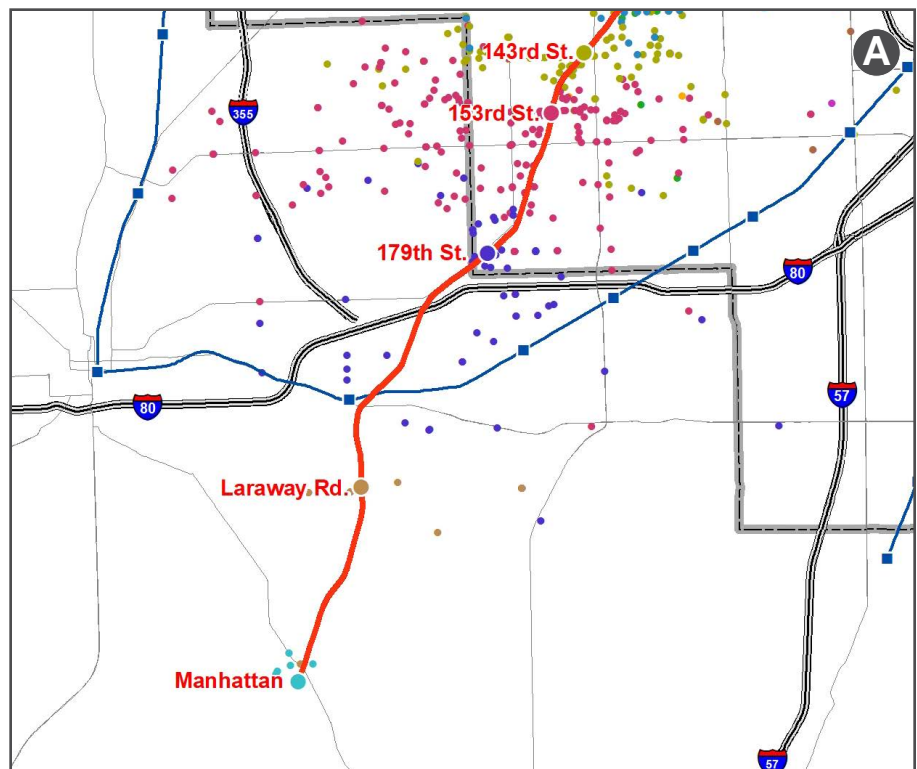 A
143rd St.
355
153rd St.
179th St.
80
57
80
Laraway Rd.
Manhattan
57